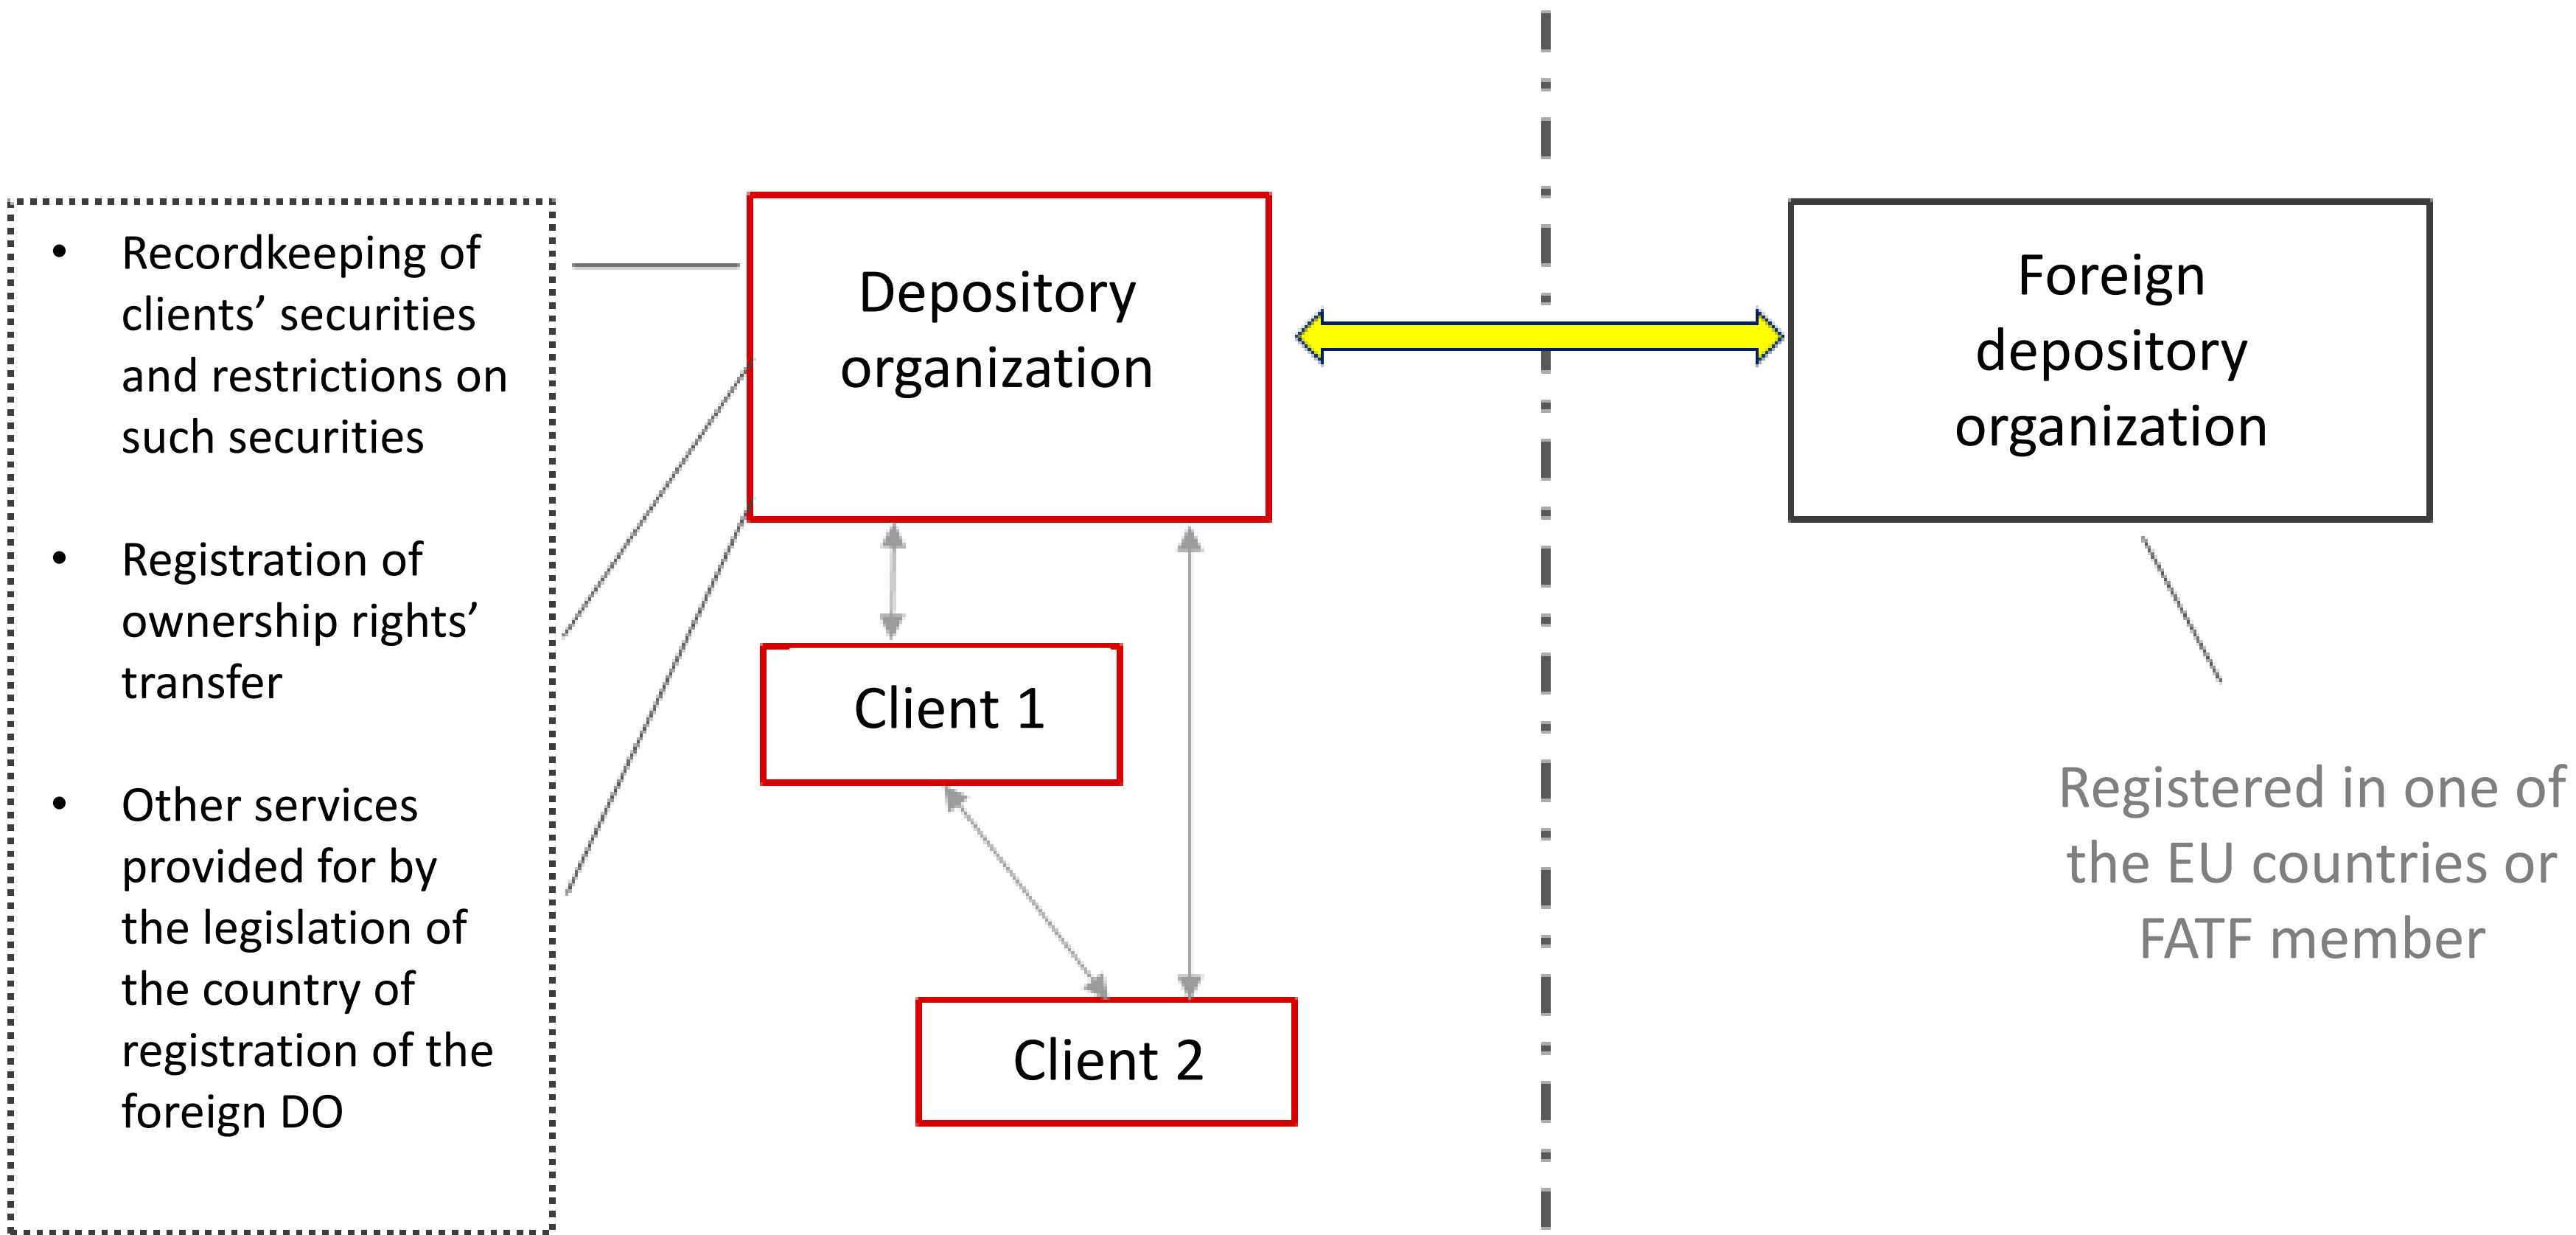 • Recordkeeping of
clients’ securities
and restrictions on
such securities
• Registration of
ownership rights’
transfer
• Other services
provided for by
the legislation of
the country of
registration of the
foreign DO
Depository
organization
Client 1
Client 2
Foreign
depository
organization
Registered in one of
the EU countries or
FATF member